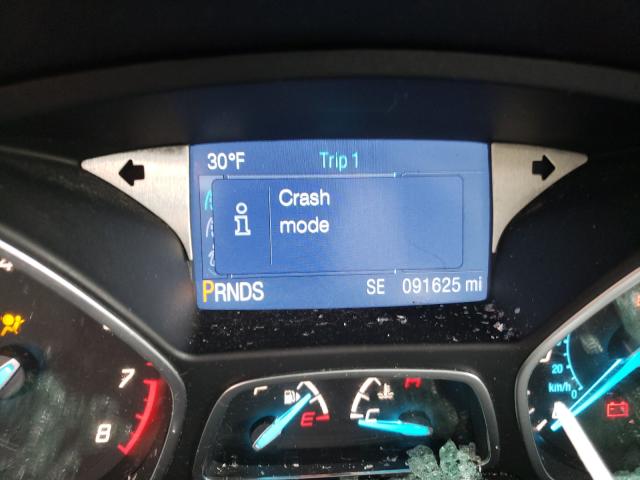 30°F Trip 1
Crash
mode
PRNDS SE 091625 mi
7
8
F E
C H
20
km/h 0